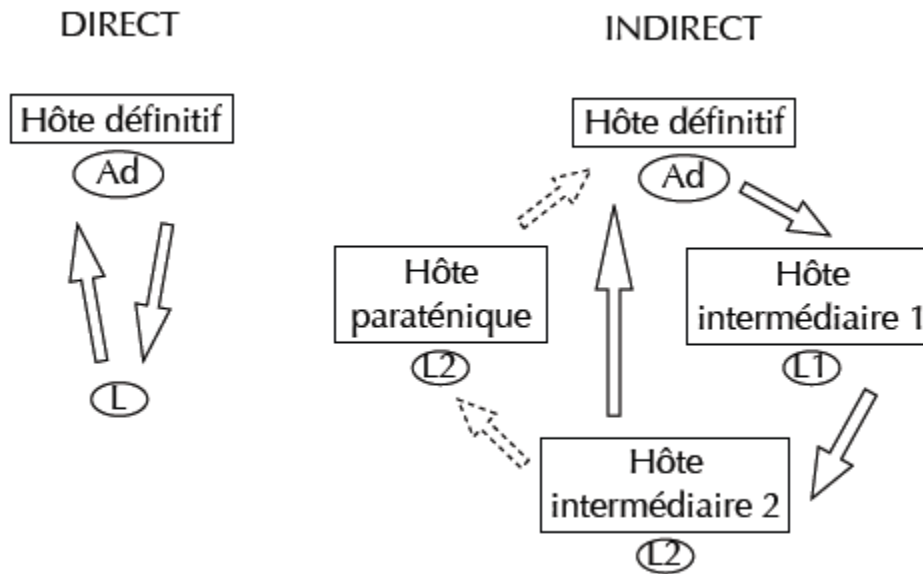 DIRECT
Hôte définitif
Ad
L
INDIRECT
Hôte définitif
Ad
Hôte
paraténique
L2
Hôte
intermédiaire 1
L1
Hôte
intermédiaire 2
L2